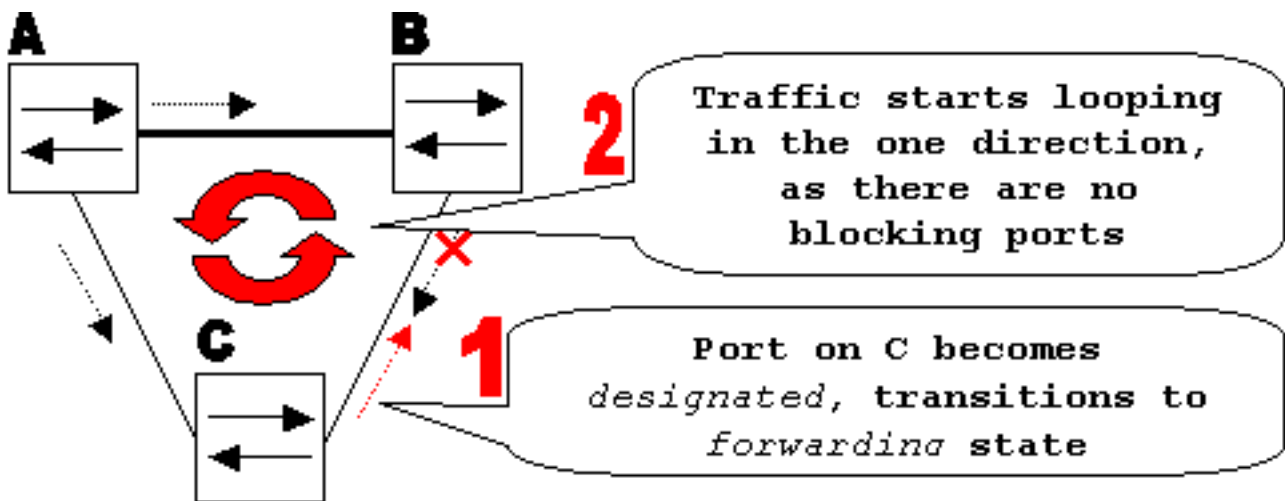 A
B
2
Traffic starts looping
in the one direction,
as there are no
blocking ports
C
1
Port on C becomes
designated, transitions to
forwarding state